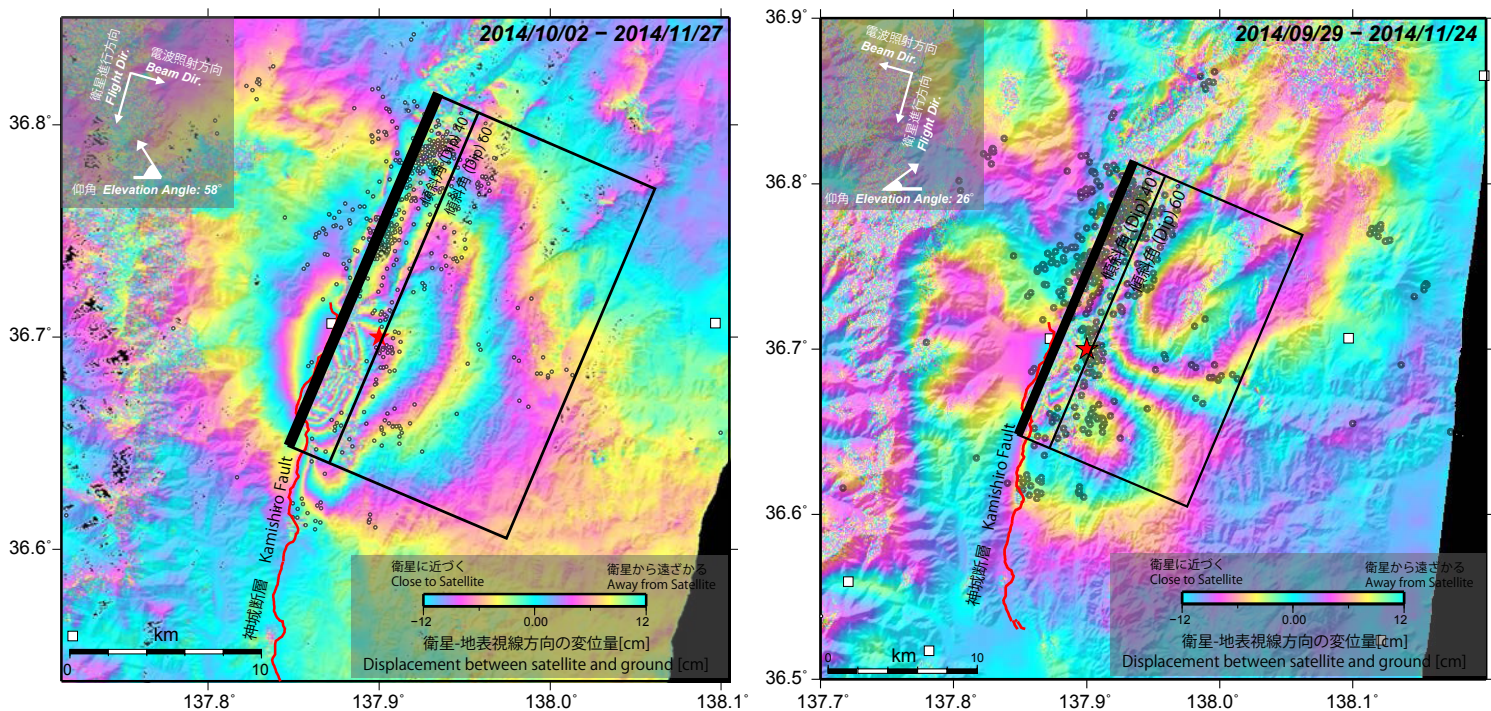 2014/10/02 – 2014/11/27
衛星進行方向
Flight Dir.
電波照射方向
Beam Dir.
仰角 Elevation Angle: 58°
傾斜角 (Dip) 40°
傾斜角 (Dip) 60°
神城断層 Kamishiro Fault
km
0 10
衛星に近づく
Close to Satellite
衛星から遠ざかる
Away from Satellite
−12 0.00 12
衛星-地表視線方向の変位量[cm]
Displacement between satellite and ground [cm]
36.8°
36.7°
36.6°
137.8° 137.9° 138.0° 138.1°
2014/09/29 – 2014/11/24
電波照射方向
Beam Dir.
衛星進行方向
Flight Dir.
仰角 Elevation Angle: 26°
傾斜角 (Dip) 40°
傾斜角 (Dip) 60°
神城断層 Kamishiro Fault
km
0 10
衛星に近づく
Close to Satellite
衛星から遠ざかる
Away from Satellite
−12 0.00 12
衛星-地表視線方向の変位量[cm]
Displacement between satellite and ground [cm]
36.9°
36.8°
36.7°
36.6°
36.5°
137.7° 137.8° 137.9° 138.0° 138.1°